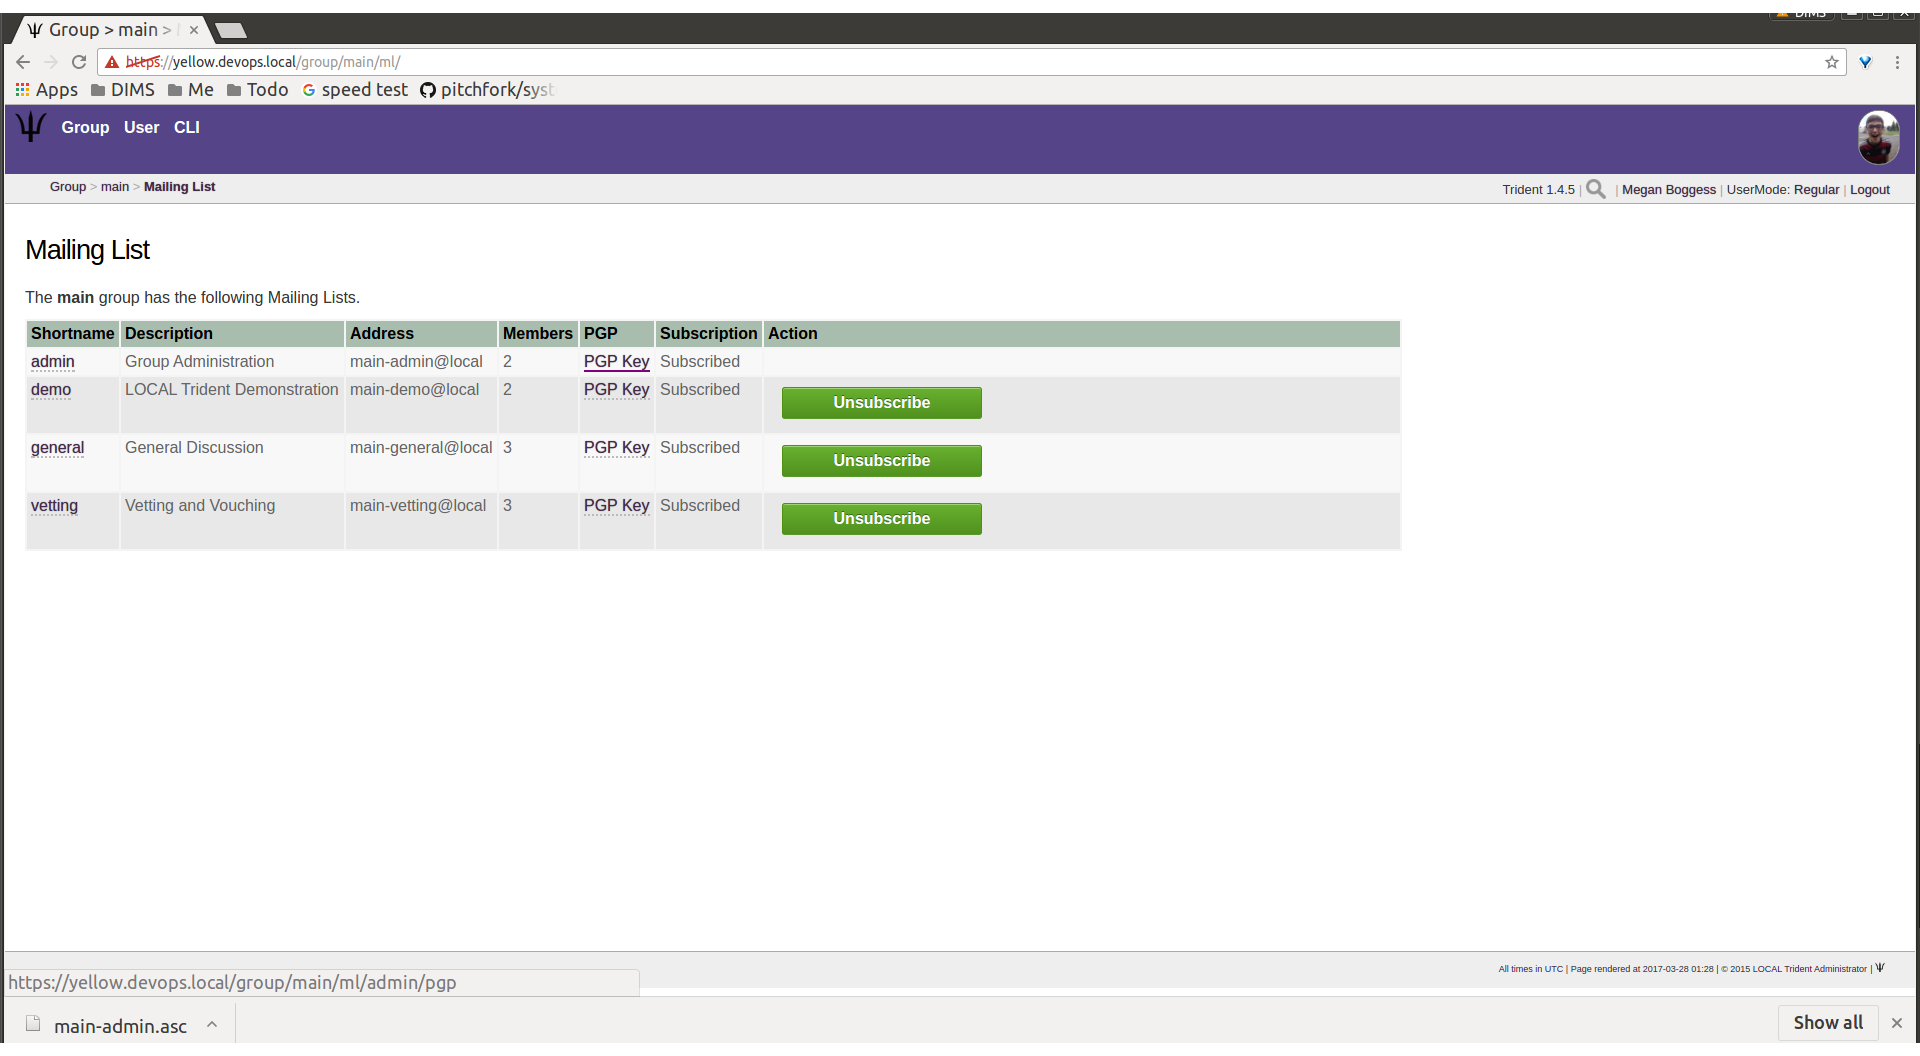 DIMS
Group > main >
https://yellow.devops.local/group/main/ml/
Apps DIMS Me Todo speed test pitchfork/syst
Group User CLI
Group > main > Mailing List
Trident 1.4.5 | | Megan Boggess | UserMode: Regular | Logout
Mailing List
The main group has the following Mailing Lists.
Shortname Description Address Members PGP Subscription Action
admin Group Administration main-admin@local 2 PGP Key Subscribed
demo LOCAL Trident Demonstration main-demo@local 2 PGP Key Subscribed Unsubscribe
general General Discussion main-general@local 3 PGP Key Subscribed Unsubscribe
vetting Vetting and Vouching main-vetting@local 3 PGP Key Subscribed Unsubscribe
All times in UTC | Page rendered at 2017-03-28 01:28 | © 2015 LOCAL Trident Administrator |
https://yellow.devops.local/group/main/ml/admin/pgp
main-admin.asc
Show all